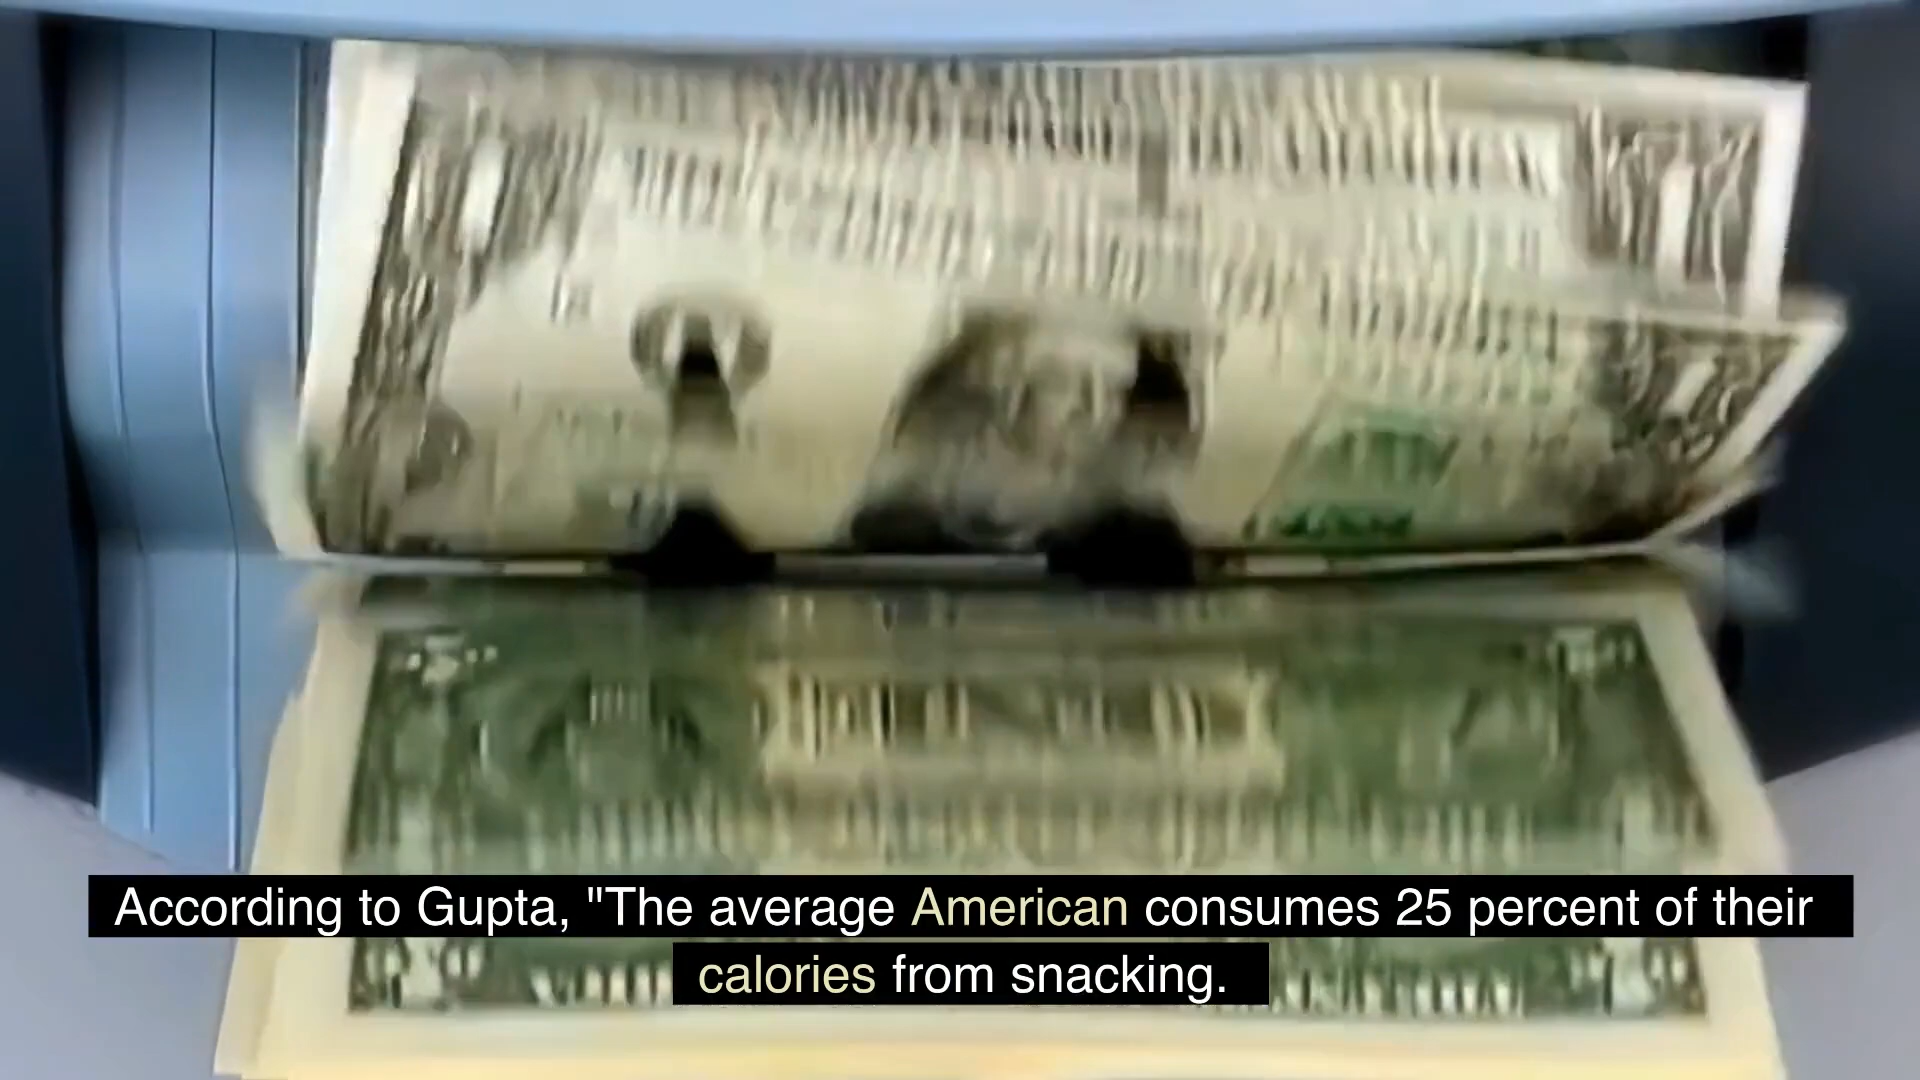 According to Gupta, "The average American consumes 25 percent of their
calories from snacking.